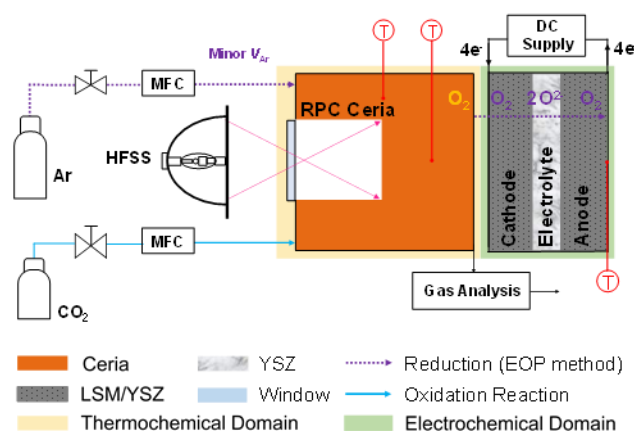 DC
Supply
4e⁻
4e⁻
T
T
Minor V̇Ar
MFC
RPC Ceria
O₂
O₂
2O²⁻
O₂
HFSS
Ar
Cathode
Electrolyte
Anode
MFC
T
Gas Analysis
CO₂
Ceria
YSZ
Reduction (EOP method)
LSM/YSZ
Window
Oxidation Reaction
Thermochemical Domain
Electrochemical Domain